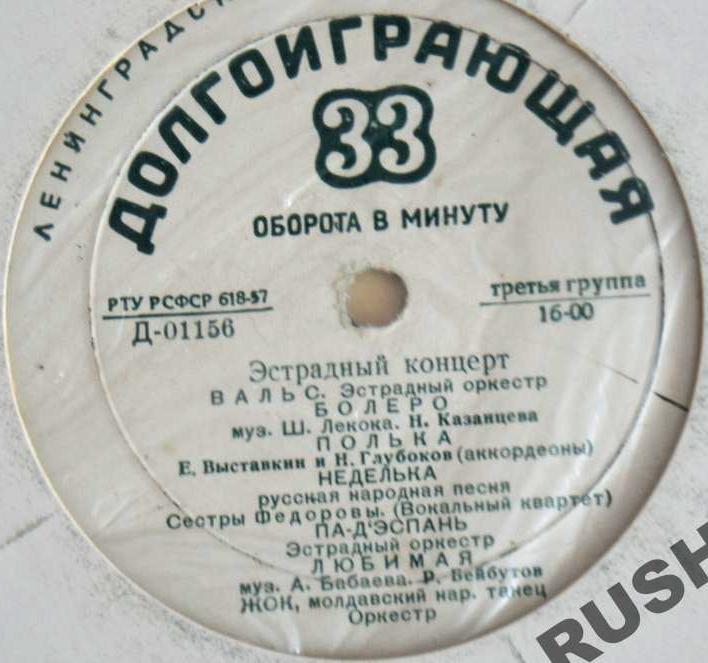 ЛЕНИНГРАДСК
ДОЛГОИГРАЮЩАЯ
33
ОБОРОТА В МИНУТУ
РТУ РСФСР 618-57
Д-01156
третья группа
16-00
Эстрадный концерт
ВАЛЬС. Эстрадный оркестр
БОЛЕРО
муз. Ш. Лекока. Н. Казанцева
ПОЛЬКА
Е. Выставкин и Н. Глубоков (аккордеоны)
НЕДЕЛЬКА
русская народная песня
Сестры Федоровы. (Вокальный квартет)
ПА-Д'ЭСПАНЬ
Эстрадный оркестр
ЛЮБИМАЯ
муз. А. Бабаева. Р. Бейбутов
ЖОК, молдавский нар. танец
Оркестр
RUSH